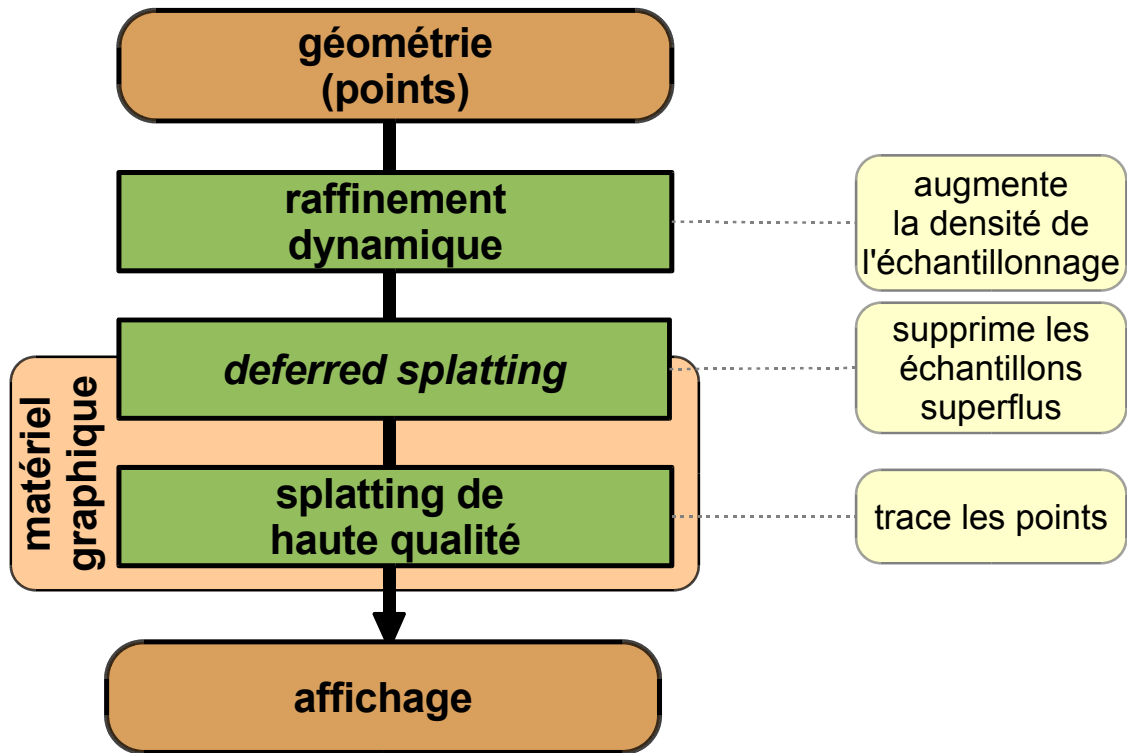 géométrie
(points)
raffinement
dynamique
augmente
la densité de
l'échantillonnage
deferred splatting
supprime les
échantillons
superflus
matériel
graphique
splatting de
haute qualité
trace les points
affichage